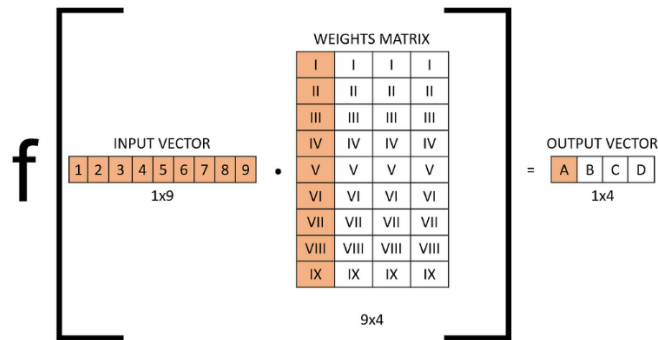 WEIGHTS MATRIX
I I I I
II II II II
III III III III
f
INPUT VECTOR
IV IV IV IV
OUTPUT VECTOR
1 2 3 4 5 6 7 8 9
•
V V V V
=
A B C D
1x9
VI VI VI VI
1x4
VII VII VII VII
VIII VIII VIII VIII
IX IX IX IX
9x4